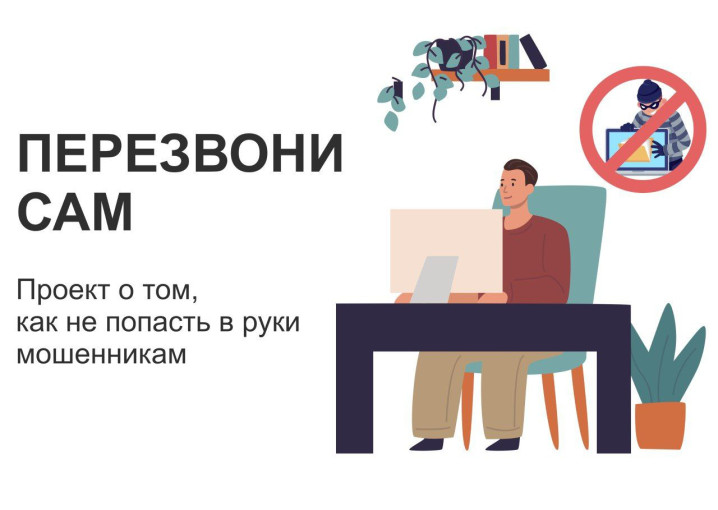 ПЕРЕЗВОНИ
САМ
Проект о том,
как не попасть в руки
мошенникам